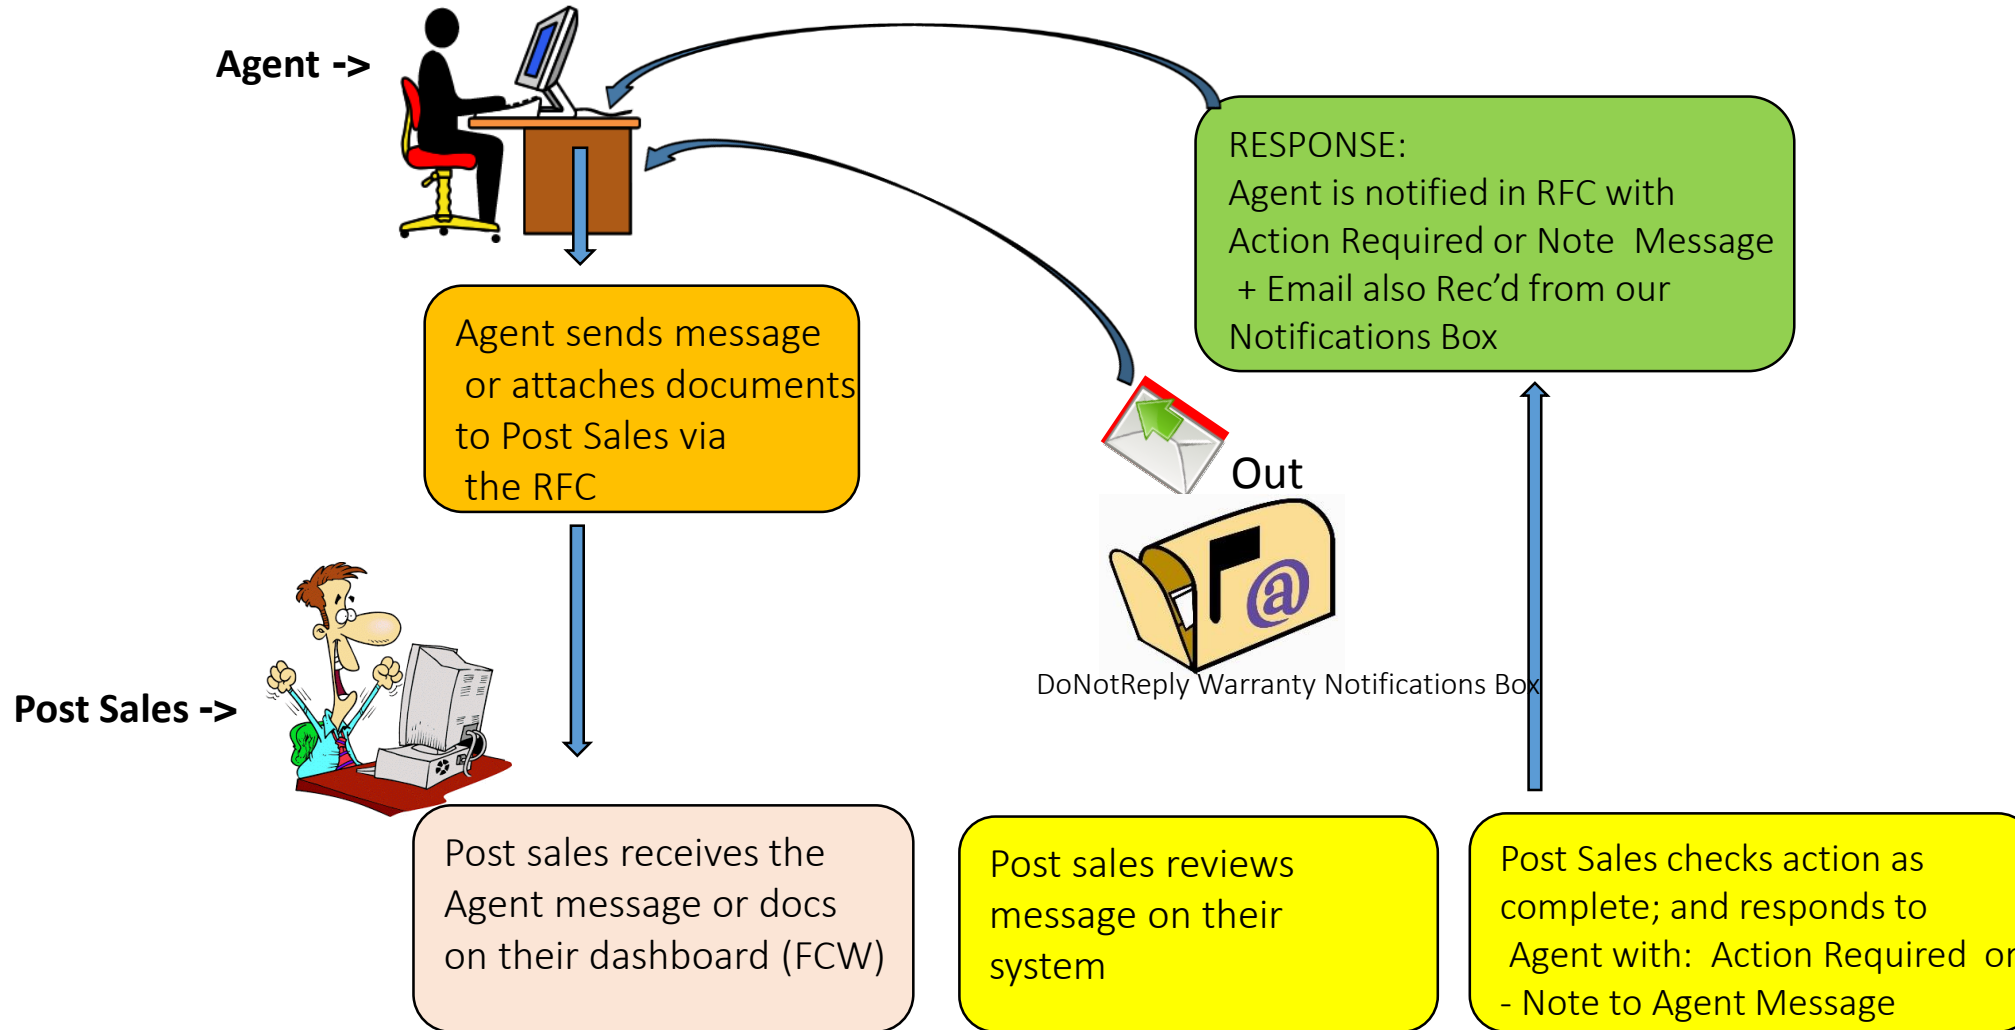 Agent ->
RESPONSE:
Agent is notified in RFC with
Action Required or Note Message
+ Email also Rec’d from our
Notifications Box
Agent sends message
or attaches documents
to Post Sales via
the RFC
Out
@
DoNotReply Warranty Notifications Box
Post Sales ->
Post sales receives the
Agent message or docs
on their dashboard (FCW)
Post sales reviews
message on their
system
Post Sales checks action as
complete; and responds to
Agent with: Action Required or
- Note to Agent Message